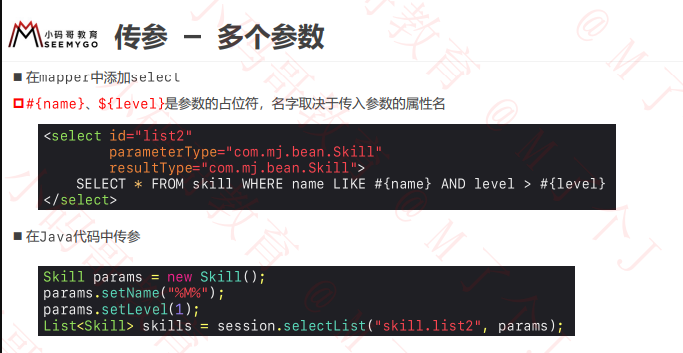 小码哥教育
SEEMYGO
传参 – 多个参数
在mapper中添加select
#{name}、${level}是参数的占位符，名字取决于传入参数的属性名
<select id="list2"
parameterType="com.mj.bean.Skill"
resultType="com.mj.bean.Skill">
SELECT * FROM skill WHERE name LIKE #{name} AND level > #{level}
</select>
在Java代码中传参
Skill params = new Skill();
params.setName("%M%");
params.setLevel(1);
List<Skill> skills = session.selectList("skill.list2", params);